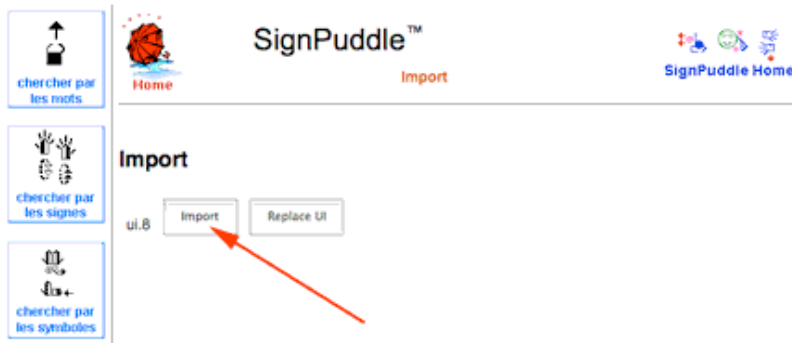 chercher par
les mots
chercher par
les signes
chercher par
les symboles
Home
SignPuddle™
Import
SignPuddle Home
Import
ui.8 Import Replace UI